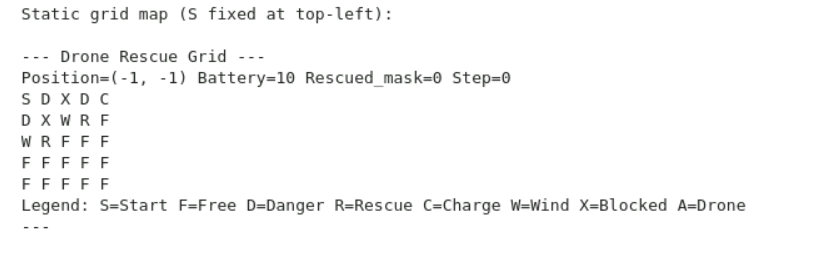 Static grid map (S fixed at top-left):
--- Drone Rescue Grid ---
Position=(-1, -1) Battery=10 Rescued_mask=0 Step=0
S D X D C
D X W R F
W R F F F
F F F F F
F F F F F
Legend: S=Start F=Free D=Danger R=Rescue C=Charge W=Wind X=Blocked A=Drone
---